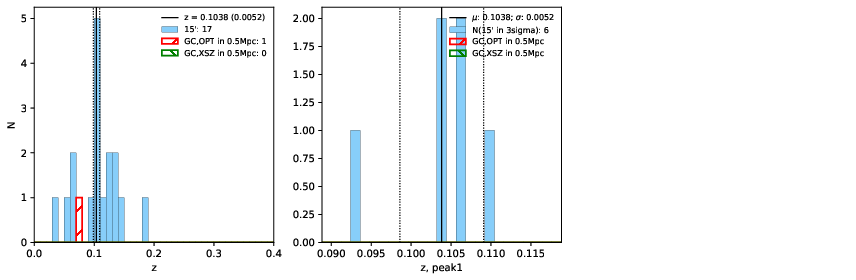 z = 0.1038 (0.0052)
15': 17
GC,OPT in 0.5Mpc: 1
GC,XSZ in 0.5Mpc: 0
5
4
3
2
1
0
N
0.0
0.1
0.2
0.3
0.4
z
μ: 0.1038; σ: 0.0052
N(15' in 3sigma): 6
GC,OPT in 0.5Mpc
GC,XSZ in 0.5Mpc
2.00
1.75
1.50
1.25
1.00
0.75
0.50
0.25
0.00
0.090
0.095
0.100
0.105
0.110
0.115
z, peak1